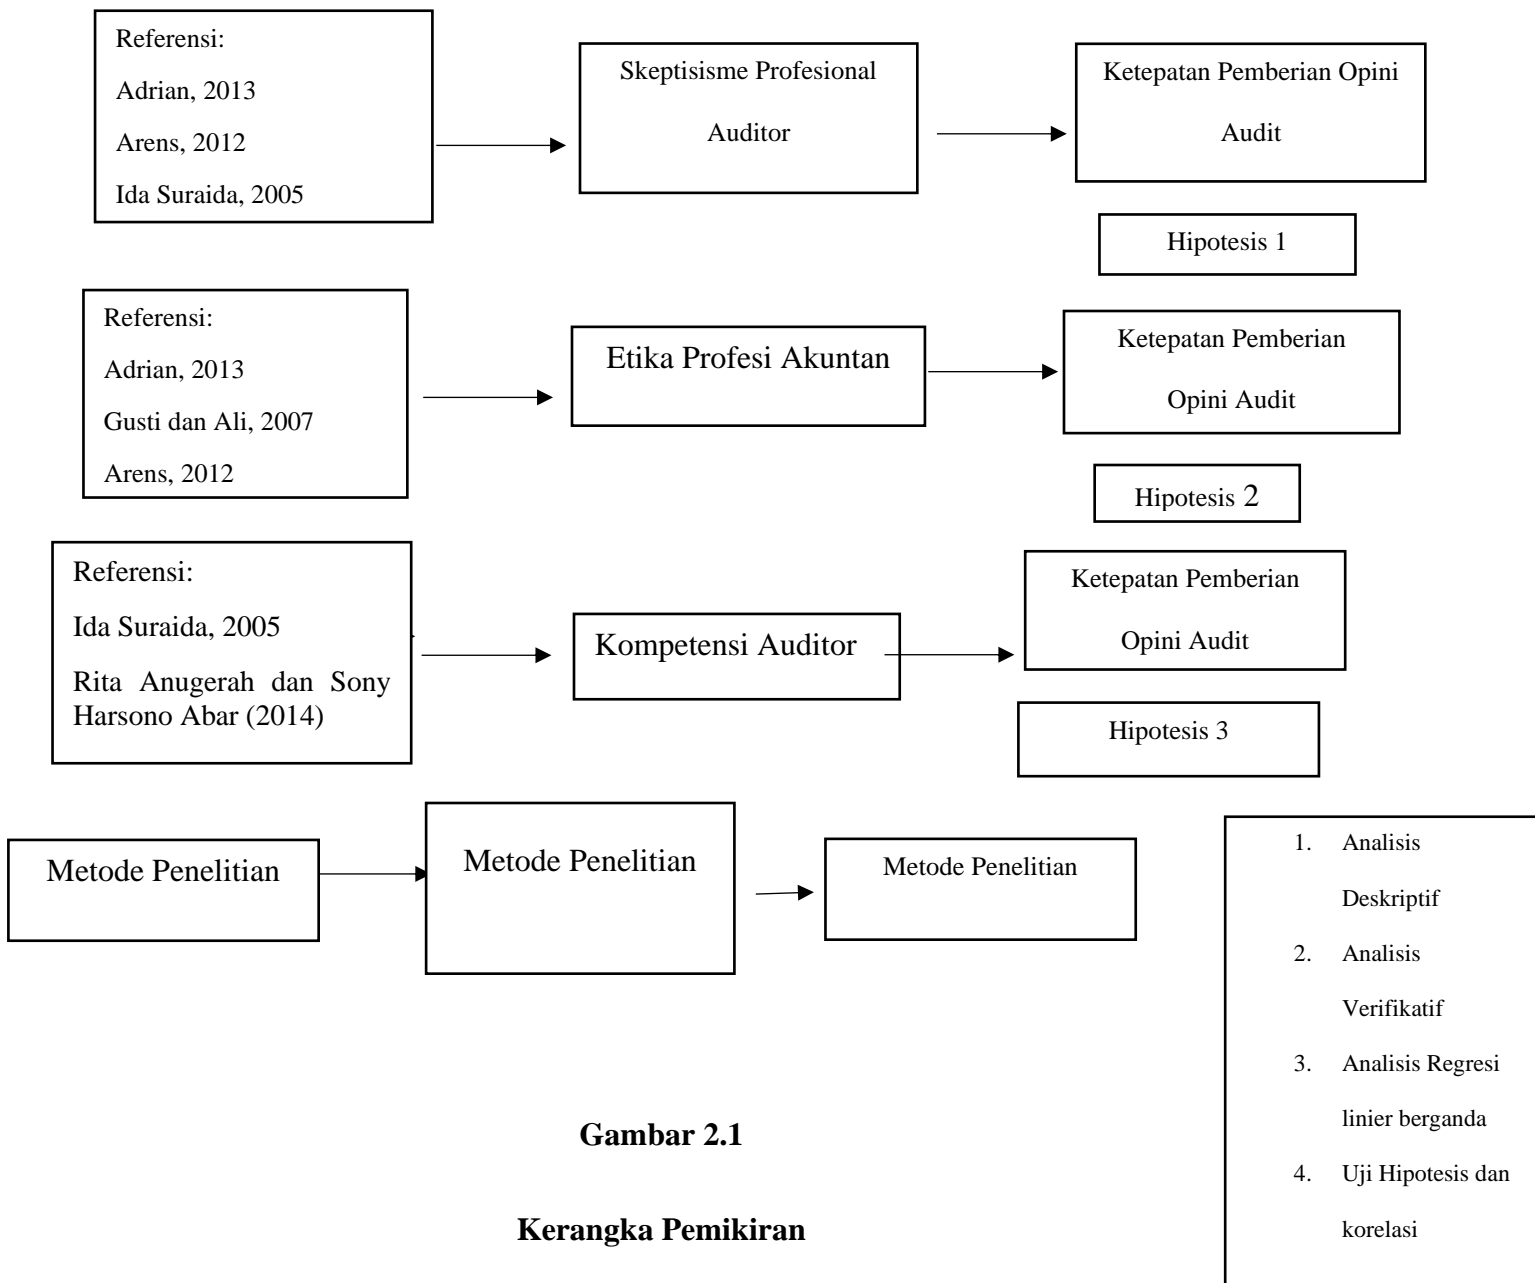 Referensi:
Adrian, 2013
Arens, 2012
Ida Suraida, 2005
Skeptisisme Profesional
Auditor
Ketepatan Pemberian Opini
Audit
Hipotesis 1
Referensi:
Adrian, 2013
Gusti dan Ali, 2007
Arens, 2012
Etika Profesi Akuntan
Ketepatan Pemberian
Opini Audit
Hipotesis 2
Referensi:
Ida Suraida, 2005
Rita Anugerah dan Sony
Harsono Abar (2014)
Kompetensi Auditor
Ketepatan Pemberian
Opini Audit
Hipotesis 3
Metode Penelitian
Metode Penelitian
Metode Penelitian
1. Analisis
Deskriptif
2. Analisis
Verifikatif
3. Analisis Regresi
linier berganda
4. Uji Hipotesis dan
korelasi
Gambar 2.1
Kerangka Pemikiran